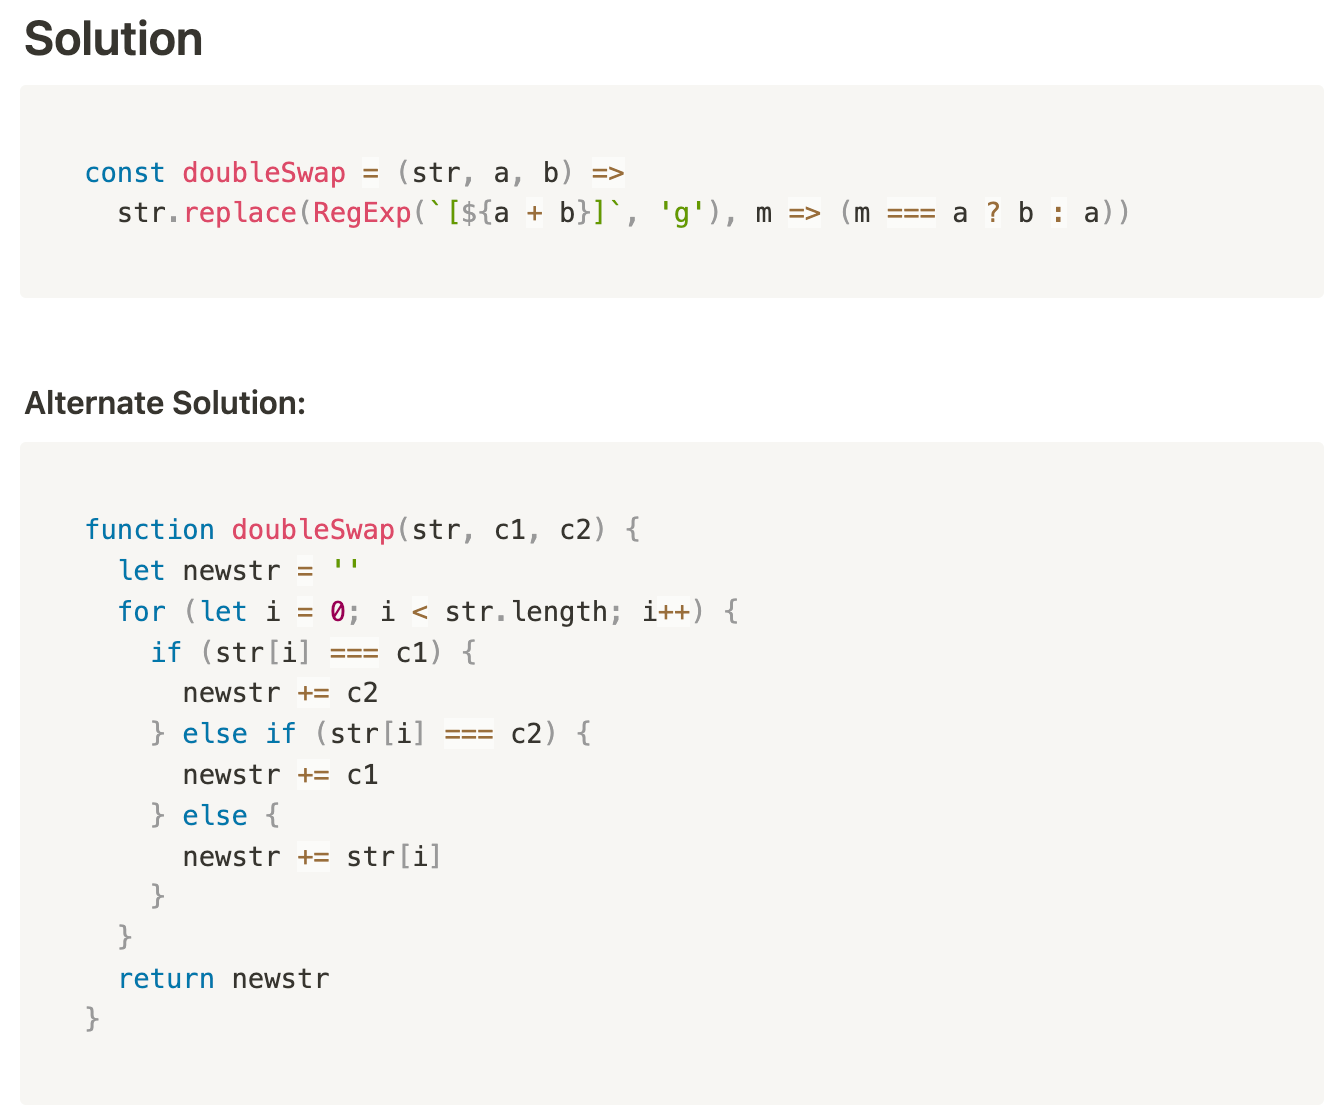 Solution
const doubleSwap = (str, a, b) =>
  str.replace(RegExp(`[${a + b}]`, 'g'), m => (m === a ? b : a))
Alternate Solution:
function doubleSwap(str, c1, c2) {
  let newstr = ''
  for (let i = 0; i < str.length; i++) {
    if (str[i] === c1) {
      newstr += c2
    } else if (str[i] === c2) {
      newstr += c1
    } else {
      newstr += str[i]
    }
  }
  return newstr
}